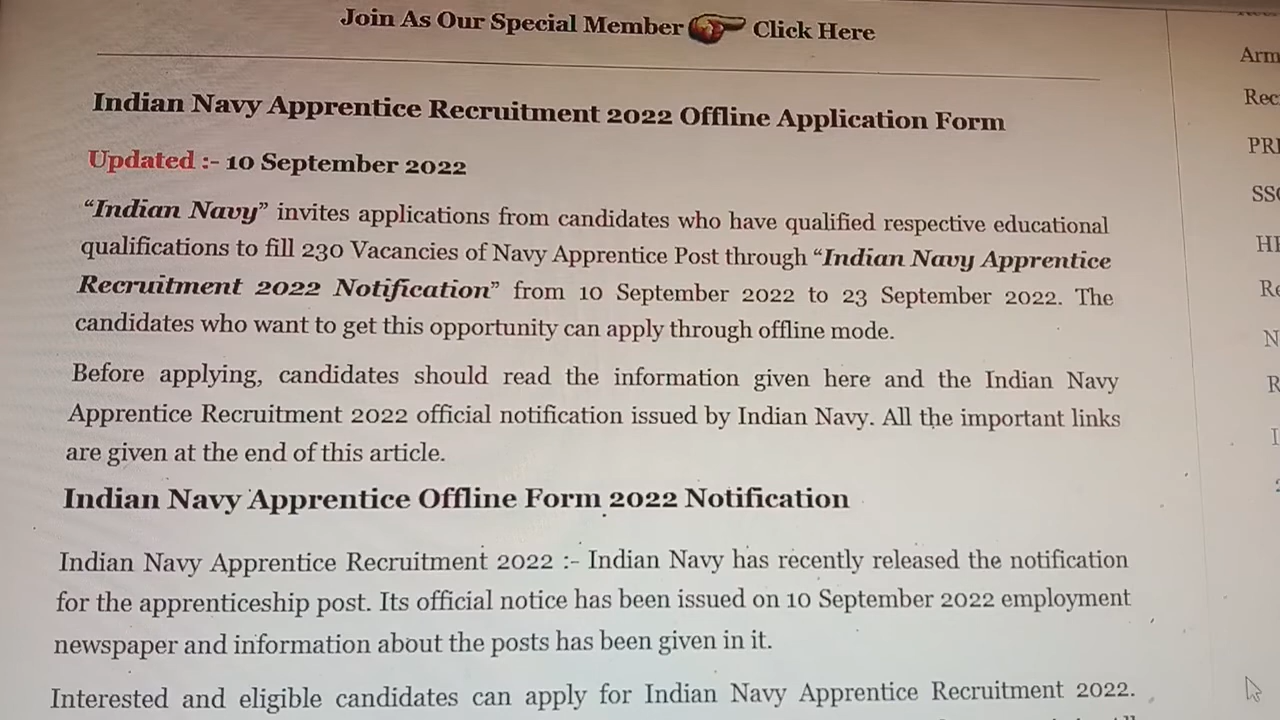 Join As Our Special Member Click Here
Indian Navy Apprentice Recruitment 2022 Offline Application Form
Updated :- 10 September 2022
“Indian Navy” invites applications from candidates who have qualified respective educational
qualifications to fill 230 Vacancies of Navy Apprentice Post through “Indian Navy Apprentice
Recruitment 2022 Notification” from 10 September 2022 to 23 September 2022. The
candidates who want to get this opportunity can apply through offline mode.
Before applying, candidates should read the information given here and the Indian Navy
Apprentice Recruitment 2022 official notification issued by Indian Navy. All the important links
are given at the end of this article.
Indian Navy Apprentice Offline Form 2022 Notification
Indian Navy Apprentice Recruitment 2022 :- Indian Navy has recently released the notification
for the apprenticeship post. Its official notice has been issued on 10 September 2022 employment
newspaper and information about the posts has been given in it.
Interested and eligible candidates can apply for Indian Navy Apprentice Recruitment 2022.
Arm
Rec